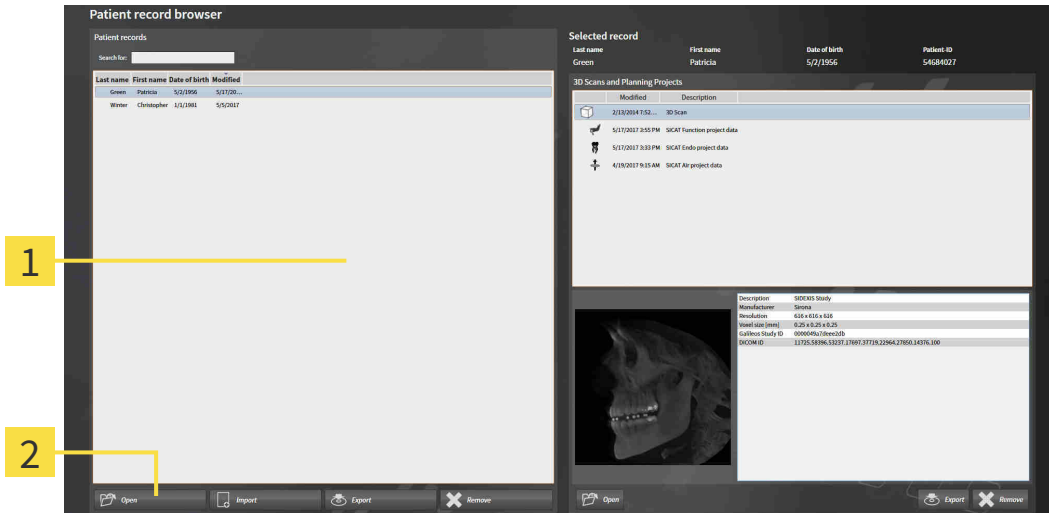 Patient record browser
Patient records
Search for:
Last name First name Date of birth Modified
Green Patricia 5/2/1956 5/17/20...
Winter Christopher 1/1/1981 5/5/2017
1
2
Open Import Export Remove
Selected record
Last name First name Date of birth Patient-ID
Green Patricia 5/2/1956 54684027
3D Scans and Planning Projects
Modified Description
2/13/2014 7:52... 3D Scan
5/17/2017 3:55 PM SICAT Function project data
5/17/2017 3:33 PM SICAT Endo project data
4/19/2017 9:15 AM SICAT Air project data
Description SIDEXIS Study
Manufacturer Sirona
Resolution 616 x 616 x 616
Voxel size [mm] 0.25 x 0.25 x 0.25
Galileos Study ID 0000049a7deee2db
DICOM ID 11725.58396.53237.17697.37719.22964.27850.14376.100
Open Export Remove